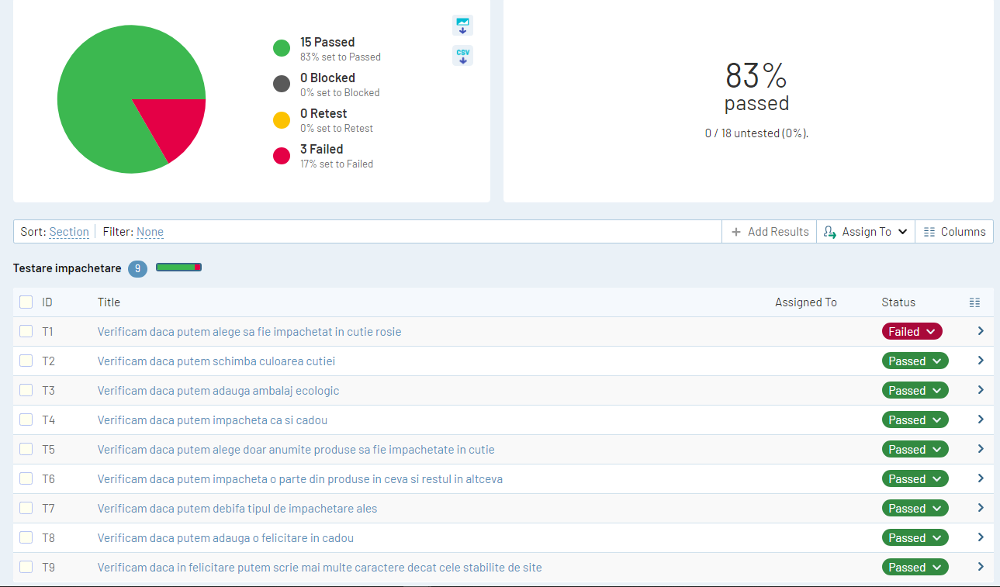 15 Passed
83% set to Passed
0 Blocked
0% set to Blocked
0 Retest
0% set to Retest
3 Failed
17% set to Failed
CSV
83%
passed
0 / 18 untested (0%).
Sort: Section Filter: None + Add Results Assign To Columns
Testare impachetare 9
ID Title Assigned To Status
T1 Verificam daca putem alege sa fie impachetat in cutie rosie Failed
T2 Verificam daca putem schimba culoarea cutiei Passed
T3 Verificam daca putem adauga ambalaj ecologic Passed
T4 Verificam daca putem impacheta ca si cadou Passed
T5 Verificam daca putem alege doar anumite produse sa fie impachetate in cutie Passed
T6 Verificam daca putem impacheta o parte din produse in ceva si restul in altceva Passed
T7 Verificam daca putem debifa tipul de impachetare ales Passed
T8 Verificam daca putem adauga o felicitare in cadou Passed
T9 Verificam daca in felicitare putem scrie mai multe caractere decat cele stabilite de site Passed